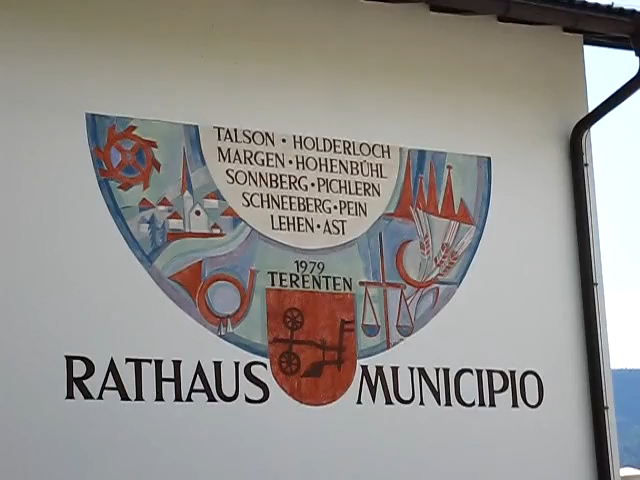 TALSON · HOLDERLOCH
MARGEN · HOHENBÜHL
SONNBERG · PICHLERN
SCHNEEBERG · PEIN
LEHEN · AST
1979
TERENTEN
RATHAUS MUNICIPIO